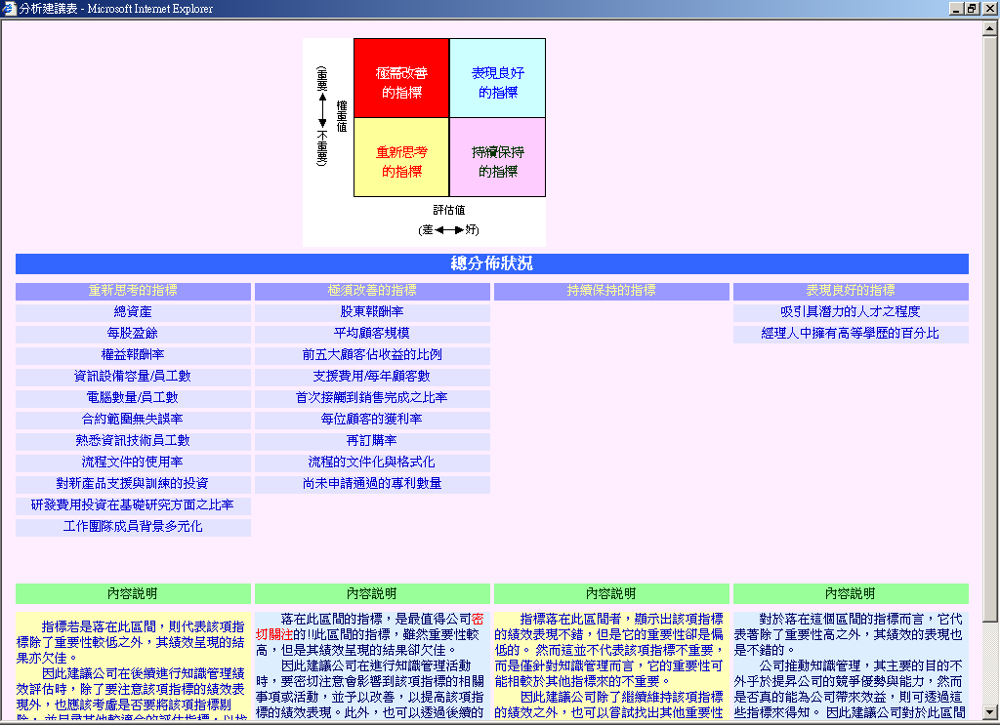 分析建議表 - Microsoft Internet Explorer
(重要
不重要)
權重值
極需改善
的指標
表現良好
的指標
重新思考
的指標
持續保持
的指標
評估值
(差
好)
總分佈狀況
重新思考的指標
總資產
每股盈餘
權益報酬率
資訊設備容量/員工數
電腦數量/員工數
合約範圍無失誤率
熟悉資訊技術員工數
流程文件的使用率
對新產品支援與訓練的投資
研發費用投資在基礎研究方面之比率
工作團隊成員背景多元化
極須改善的指標
股東報酬率
平均顧客規模
前五大顧客佔收益的比例
支援費用/每年顧客數
首次接觸到銷售完成之比率
每位顧客的獲利率
再訂購率
流程的文件化與格式化
尚未申請通過的專利數量
持續保持的指標
表現良好的指標
吸引具潛力的人才之程度
經理人中擁有高等學歷的百分比
內容說明
指標若是落在此區間，則代表該項指
標除了重要性較低之外，其績效呈現的結
果亦欠佳。
因此建議公司在後續進行知識管理績
效評估時，除了要注意該項指標的績效表
現外，也應該考慮是否要將該項指標剔
除，並另尋其他較適合的評估指標，以找
內容說明
落在此區間的指標，是最值得公司密
切關注的!!此區間的指標，雖然重要性較
高，但是其績效呈現的結果卻欠佳。
因此建議公司在進行知識管理活動
時，要密切注意會影響到該項指標的相關
事項或活動，並予以改善，以提高該項指
標的績效表現。此外，也可以透過後續的
內容說明
指標落在此區間者，顯示出該項指標
的績效表現不錯，但是它的重要性卻是偏
低的。 然而這並不代表該項指標不重要，
而是僅針對知識管理而言，它的重要性可
能相較於其他指標來的不重要。
因此建議公司除了繼續維持該項指標
的績效之外，也可以嘗試找出其他重要性
內容說明
對於落在這個區間的指標而言，它代
表著除了重要性高之外，其績效的表現也
是不錯的。
公司推動知識管理，其主要的目的不
外乎於提昇公司的競爭優勢與能力，然而
是否真的能為公司帶來效益，則可透過這
些指標來得知。 因此建議公司對於此區間